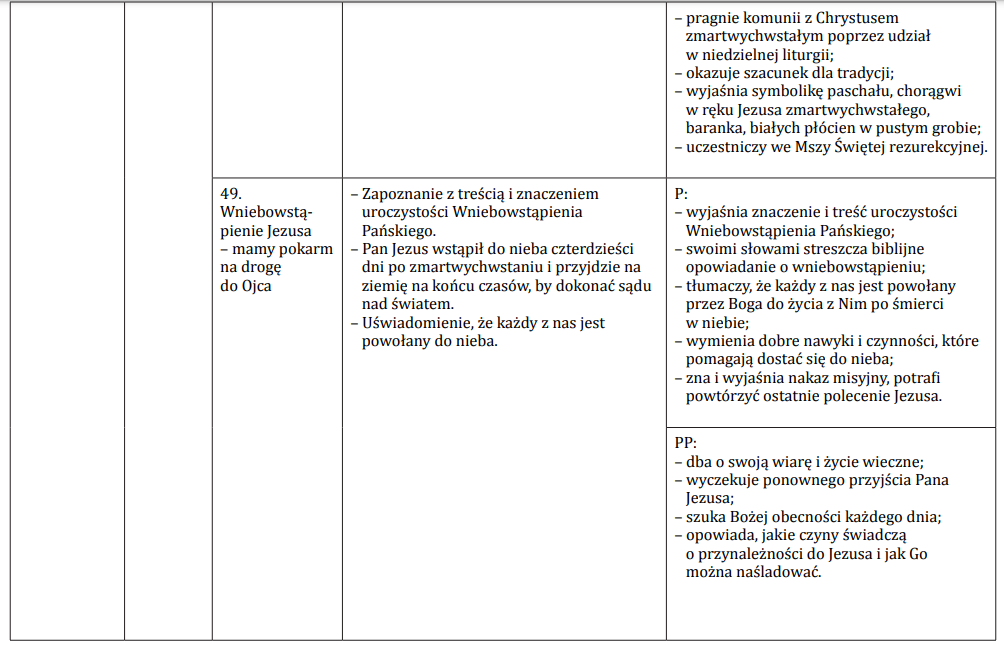 – pragnie komunii z Chrystusem
zmartwychwstałym poprzez udział
w niedzielnej liturgii;
– okazuje szacunek dla tradycji;
– wyjaśnia symbolikę paschału, chorągwi
w ręku Jezusa zmartwychwstałego,
baranka, białych płócien w pustym grobie;
– uczestniczy we Mszy Świętej rezurekcyjnej.
49.
Wniebowstą-
pienie Jezusa
– mamy pokarm
na drogę
do Ojca
– Zapoznanie z treścią i znaczeniem
uroczystości Wniebowstąpienia
Pańskiego.
– Pan Jezus wstąpił do nieba czterdzieści
dni po zmartwychwstaniu i przyjdzie na
ziemię na końcu czasów, by dokonać sądu
nad światem.
– Uświadomienie, że każdy z nas jest
powołany do nieba.
P:
– wyjaśnia znaczenie i treść uroczystości
Wniebowstąpienia Pańskiego;
– swoimi słowami streszcza biblijne
opowiadanie o wniebowstąpieniu;
– tłumaczy, że każdy z nas jest powołany
przez Boga do życia z Nim po śmierci
w niebie;
– wymienia dobre nawyki i czynności, które
pomagają dostać się do nieba;
– zna i wyjaśnia nakaz misyjny, potrafi
powtórzyć ostatnie polecenie Jezusa.
PP:
– dba o swoją wiarę i życie wieczne;
– wyczekuje ponownego przyjścia Pana
Jezusa;
– szuka Bożej obecności każdego dnia;
– opowiada, jakie czyny świadczą
o przynależności do Jezusa i jak Go
można naśladować.